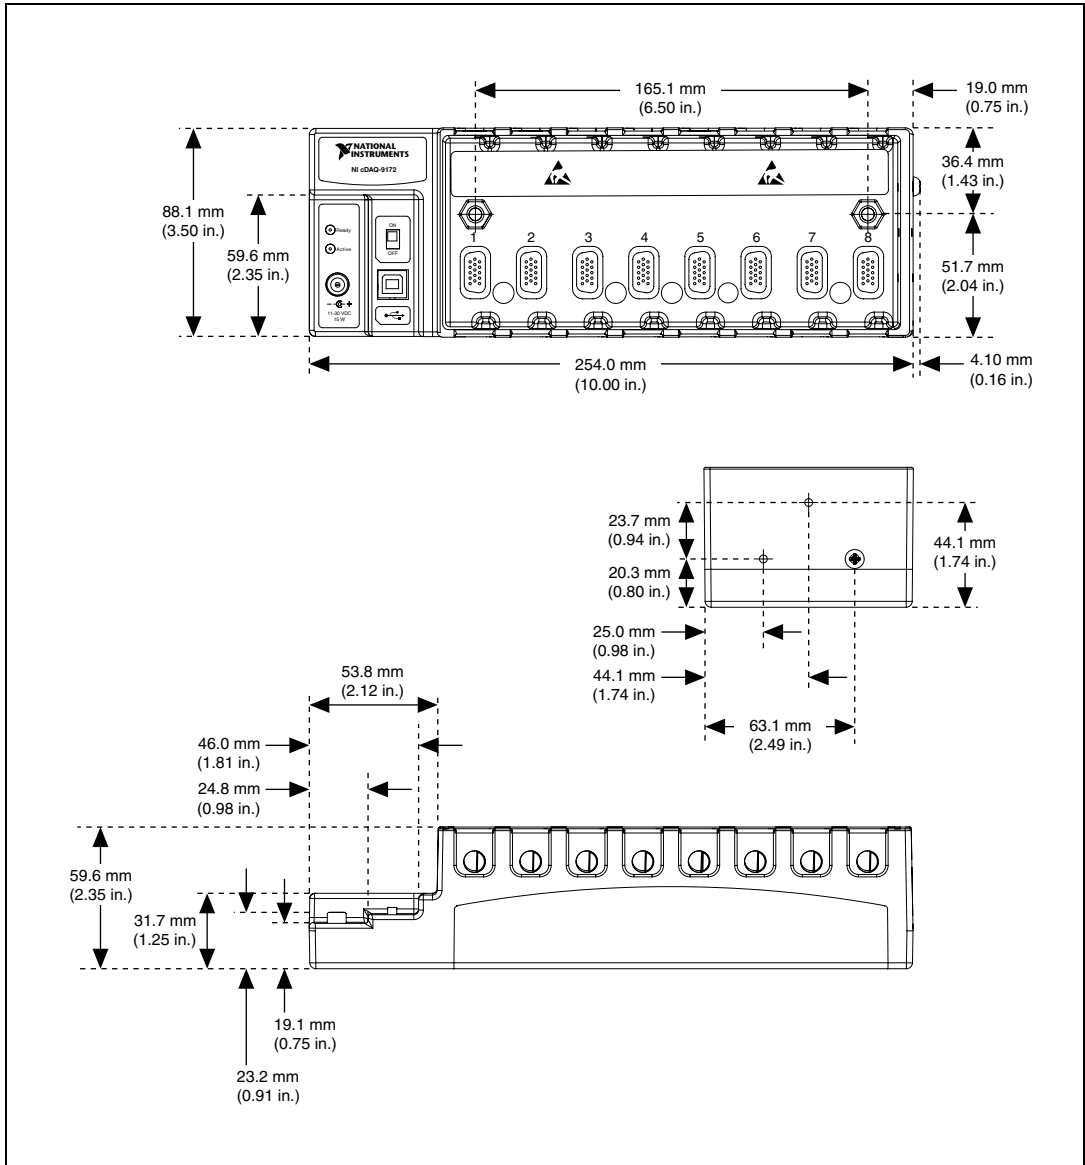 165.1 mm
(6.50 in.)
19.0 mm
(0.75 in.)
NATIONAL
INSTRUMENTS
NI cDAQ-9172
36.4 mm
(1.43 in.)
88.1 mm
(3.50 in.)
59.6 mm
(2.35 in.)
Ready
Active
ON
OFF
11-30 VDC
15 W
1 2 3 4 5 6 7 8
51.7 mm
(2.04 in.)
254.0 mm
(10.00 in.)
4.10 mm
(0.16 in.)
23.7 mm
(0.94 in.)
20.3 mm
(0.80 in.)
44.1 mm
(1.74 in.)
25.0 mm
(0.98 in.)
44.1 mm
(1.74 in.)
63.1 mm
(2.49 in.)
53.8 mm
(2.12 in.)
46.0 mm
(1.81 in.)
24.8 mm
(0.98 in.)
59.6 mm
(2.35 in.)
31.7 mm
(1.25 in.)
19.1 mm
(0.75 in.)
23.2 mm
(0.91 in.)